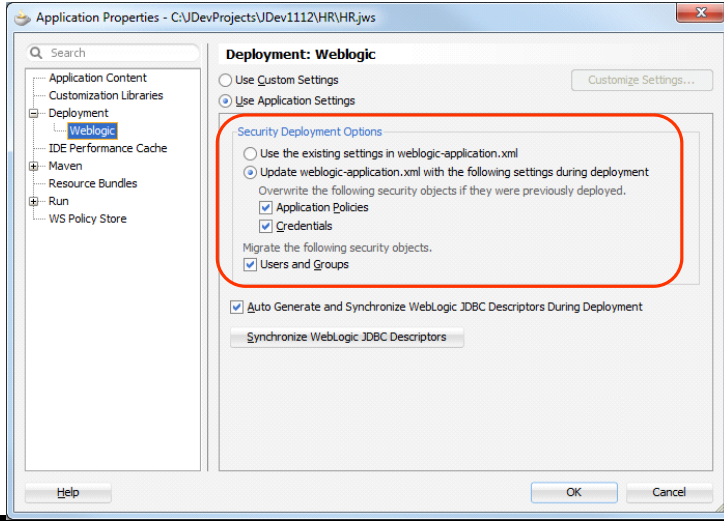 Application Properties - C:\JDevProjects\JDev1112\HR\HR.jws
Search
Application Content
Customization Libraries
Deployment
Weblogic
IDE Performance Cache
Maven
Resource Bundles
Run
WS Policy Store
Deployment: Weblogic
Use Custom Settings
Customize Settings...
Use Application Settings
Security Deployment Options
Use the existing settings in weblogic-application.xml
Update weblogic-application.xml with the following settings during deployment
Overwrite the following security objects if they were previously deployed.
Application Policies
Credentials
Migrate the following security objects.
Users and Groups
Auto Generate and Synchronize WebLogic JDBC Descriptors During Deployment
Synchronize WebLogic JDBC Descriptors
Help
OK
Cancel